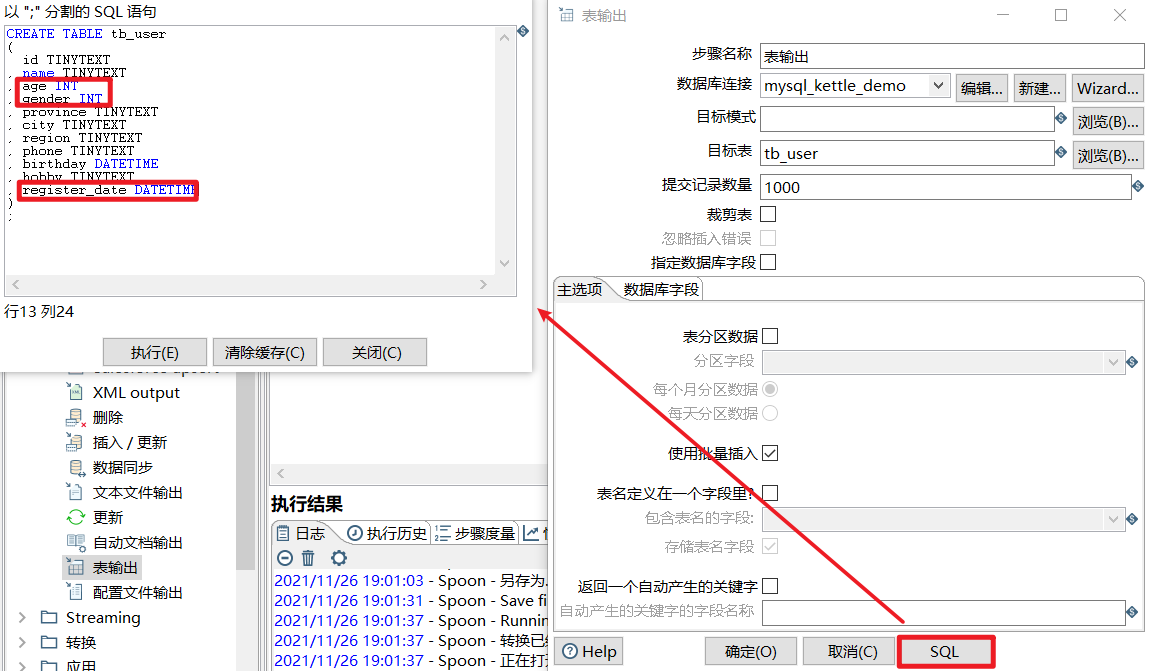 以 ";" 分割的 SQL 语句
CREATE TABLE tb_user
(
id TINYTEXT
, name TINYTEXT
, age INT
, gender INT
, province TINYTEXT
, city TINYTEXT
, region TINYTEXT
, phone TINYTEXT
, birthday DATETIME
, hobby TINYTEXT
, register_date DATETIME
)
;
行13 列24
执行(E)
清除缓存(C)
关闭(C)
XML output
删除
插入 / 更新
数据同步
文本文件输出
更新
自动文档输出
表输出
配置文件输出
Streaming
转换
应用
执行结果
日志
执行历史
步骤度量
2021/11/26 19:01:03 - Spoon - 另存为
2021/11/26 19:01:31 - Spoon - Save fi
2021/11/26 19:01:37 - Spoon - Runnin
2021/11/26 19:01:37 - Spoon - 转换已
2021/11/26 19:01:37 - Spoon - 正在打
表输出
步骤名称 表输出
数据库连接 mysql_kettle_demo 编辑... 新建... Wizard...
目标模式 浏览(B)...
目标表 tb_user 浏览(B)...
提交记录数量 1000
裁剪表
忽略插入错误
指定数据库字段
主选项 数据库字段
表分区数据
分区字段
每个月分区数据
每天分区数据
使用批量插入
表名定义在一个字段里?
包含表名的字段:
存储表名字段
返回一个自动产生的关键字
自动产生的关键字的字段名称
Help 确定(O) 取消(C) SQL